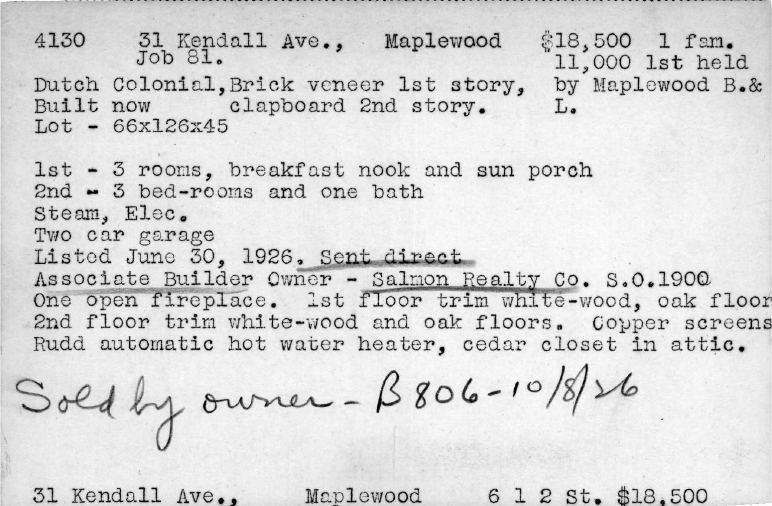 4130 31 Kendall Ave., Maplewood $18,500 1 fam.
Job 81. 11,000 1st held
Dutch Colonial, Brick veneer 1st story, by Maplewood B.&
Built now clapboard 2nd story. L.
Lot - 66x126x45
1st - 3 rooms, breakfast nook and sun porch
2nd - 3 bed-rooms and one bath
Steam, Elec.
Two car garage
Listed June 30, 1926. Sent direct
Associate Builder Owner - Salmon Realty Co. S.O.1900
One open fireplace. 1st floor trim white-wood, oak floor
2nd floor trim white-wood and oak floors. Copper screens
Rudd automatic hot water heater, cedar closet in attic.
Sold by owner - B806-10/8/26
31 Kendall Ave., Maplewood 6 1 2 St. $18,500